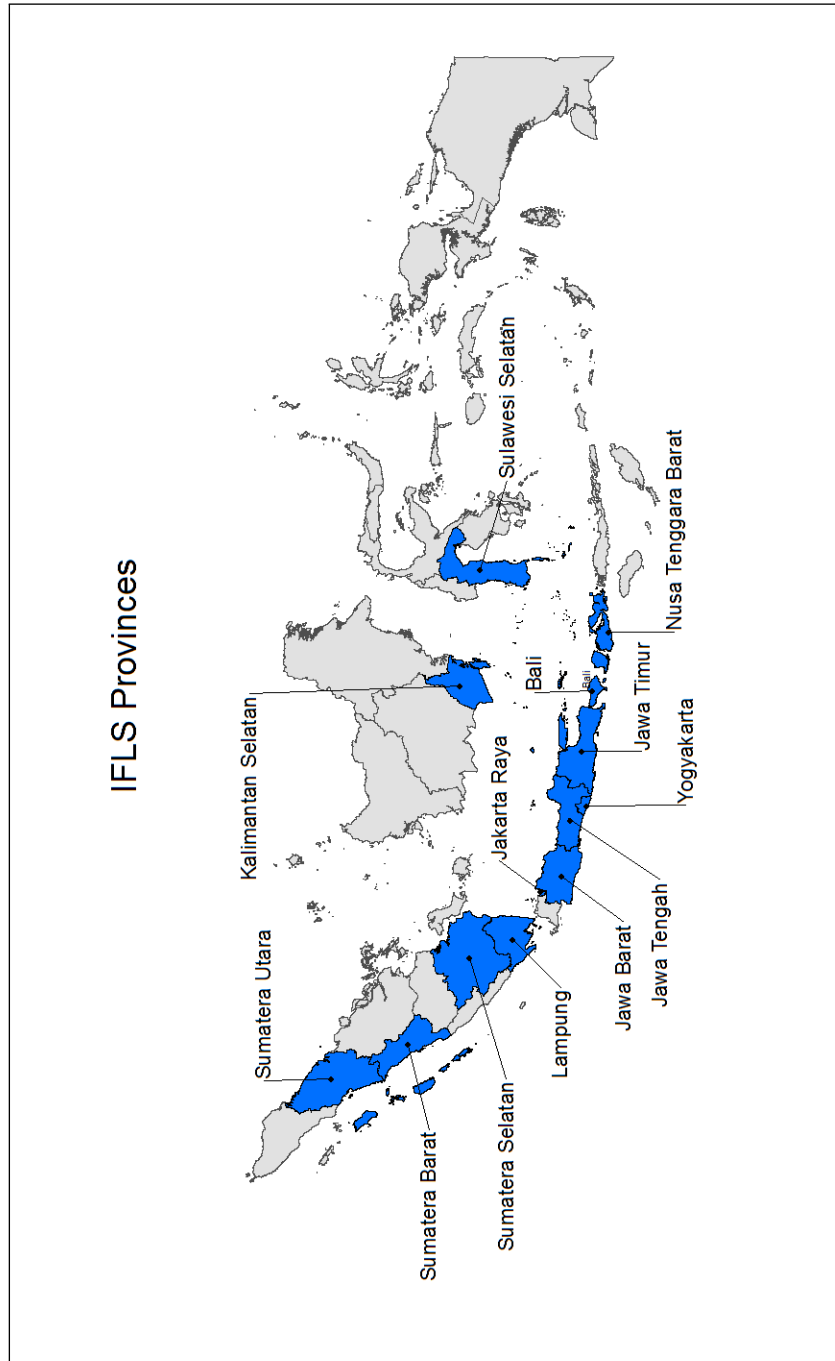 IFLS Provinces
Sumatera Utara
Kalimantan Selatan
Sumatera Barat
Sumatera Selatan
Lampung
Jakarta Raya
Bali
Bali
Sulawesi Selatan
Jawa Barat
Jawa Tengah
Yogyakarta
Jawa Timur
Nusa Tenggara Barat